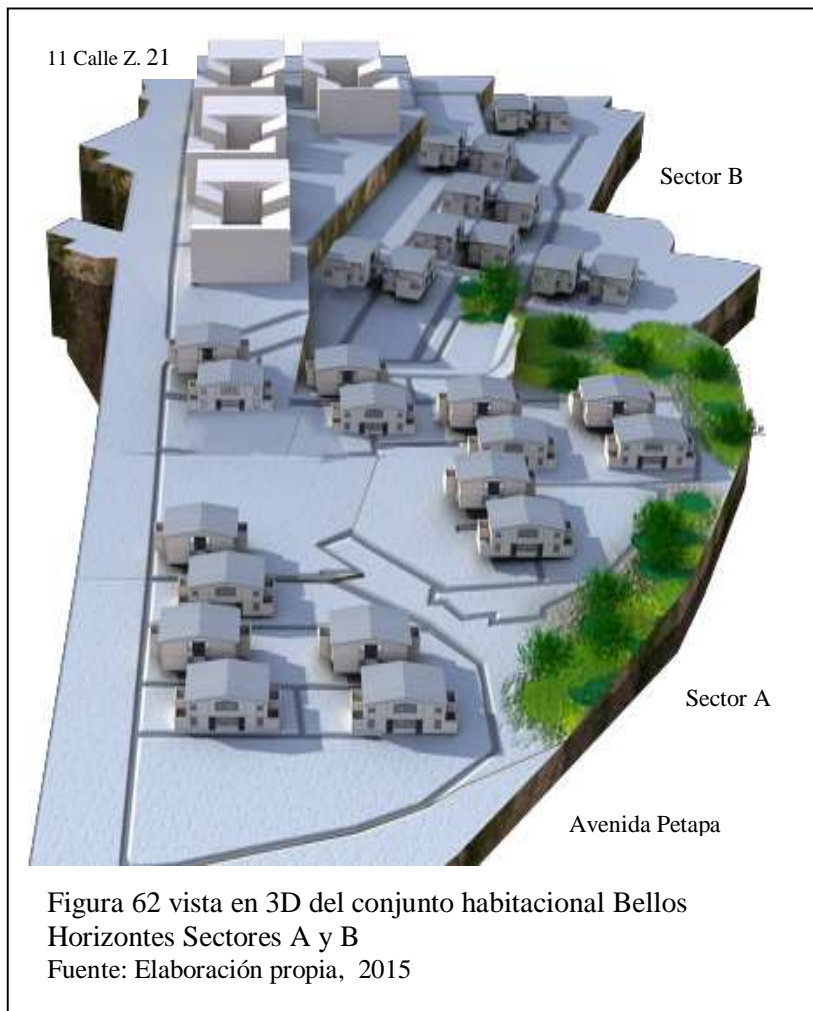 11 Calle Z. 21
Sector B
Sector A
Avenida Petapa
Figura 62 vista en 3D del conjunto habitacional Bellos
Horizontes Sectores A y B
Fuente: Elaboración propia, 2015